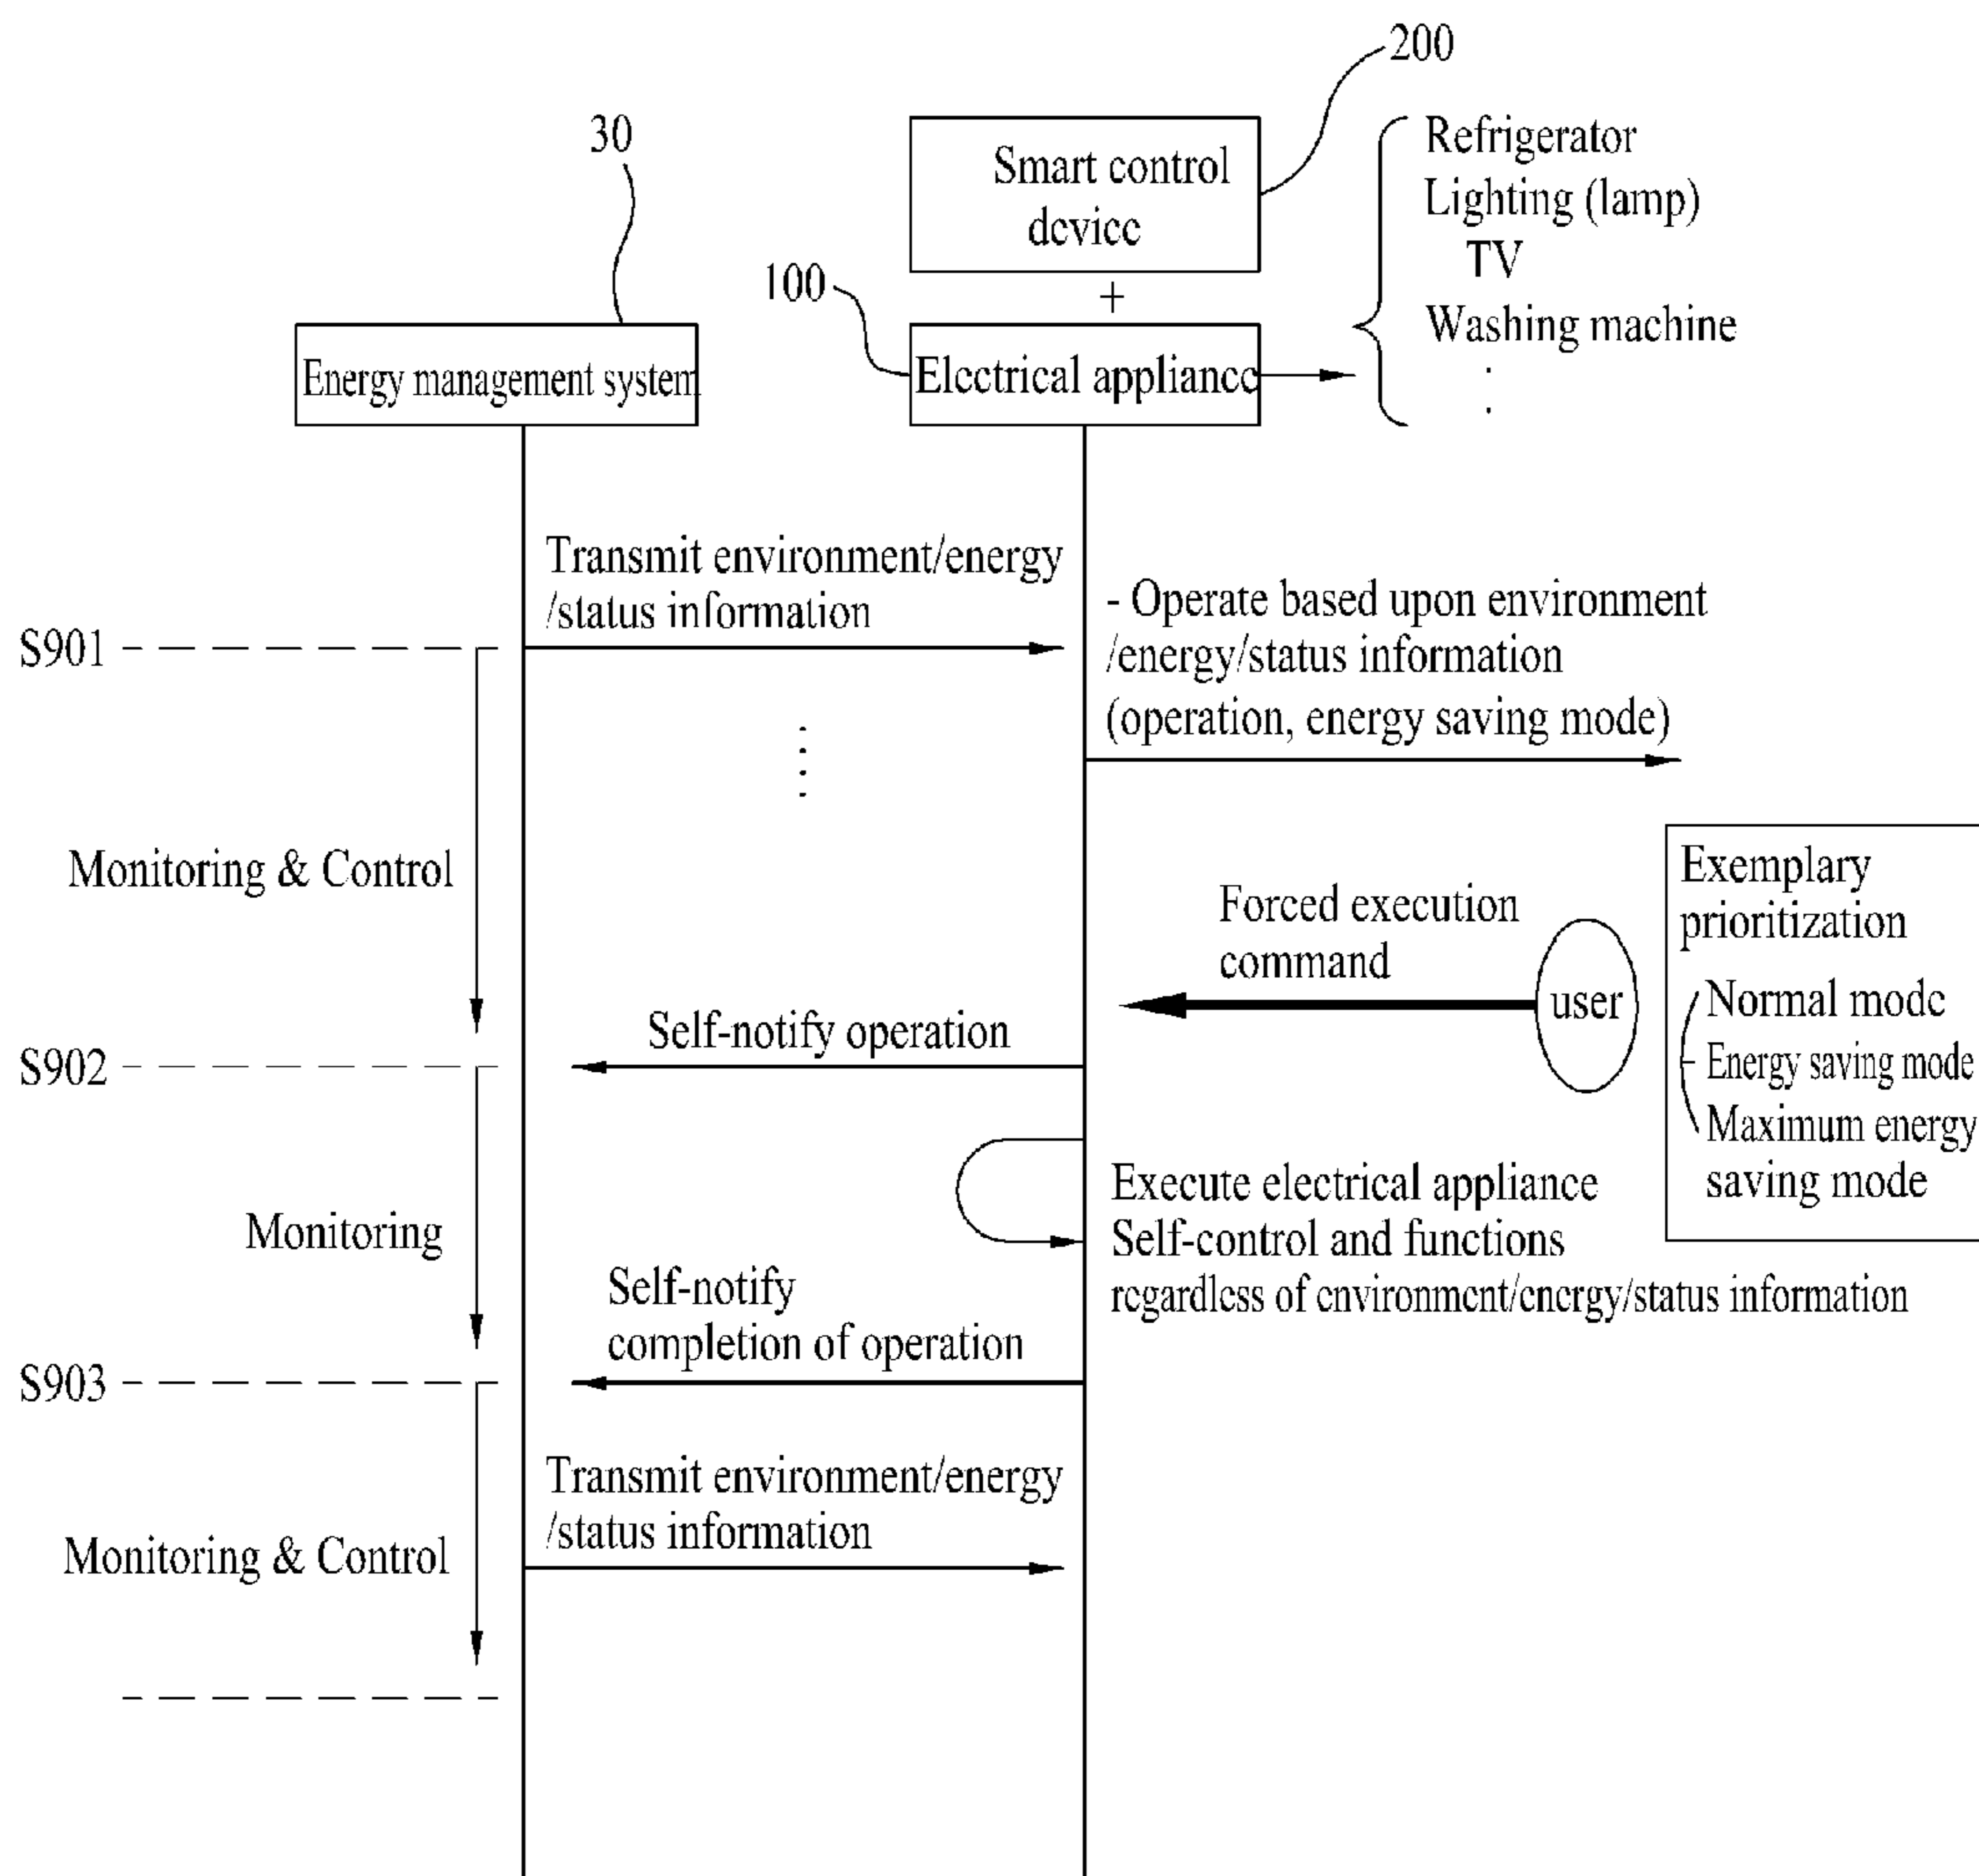 200
30
Smart control
device
Refrigerator
Lighting (lamp)
TV
Washing machine
100
+
Energy management system
Electrical appliance
Transmit environment/energy
/status information
S901
- Operate based upon environment
/energy/status information
(operation, energy saving mode)
Monitoring & Control
Forced execution
command
user
Exemplary
prioritization
Normal mode
Energy saving mode
Maximum energy
saving mode
Self-notify operation
S902
Monitoring
Execute electrical appliance
Self-control and functions
regardless of environment/energy/status information
Self-notify
completion of operation
S903
Transmit environment/energy
/status information
Monitoring & Control